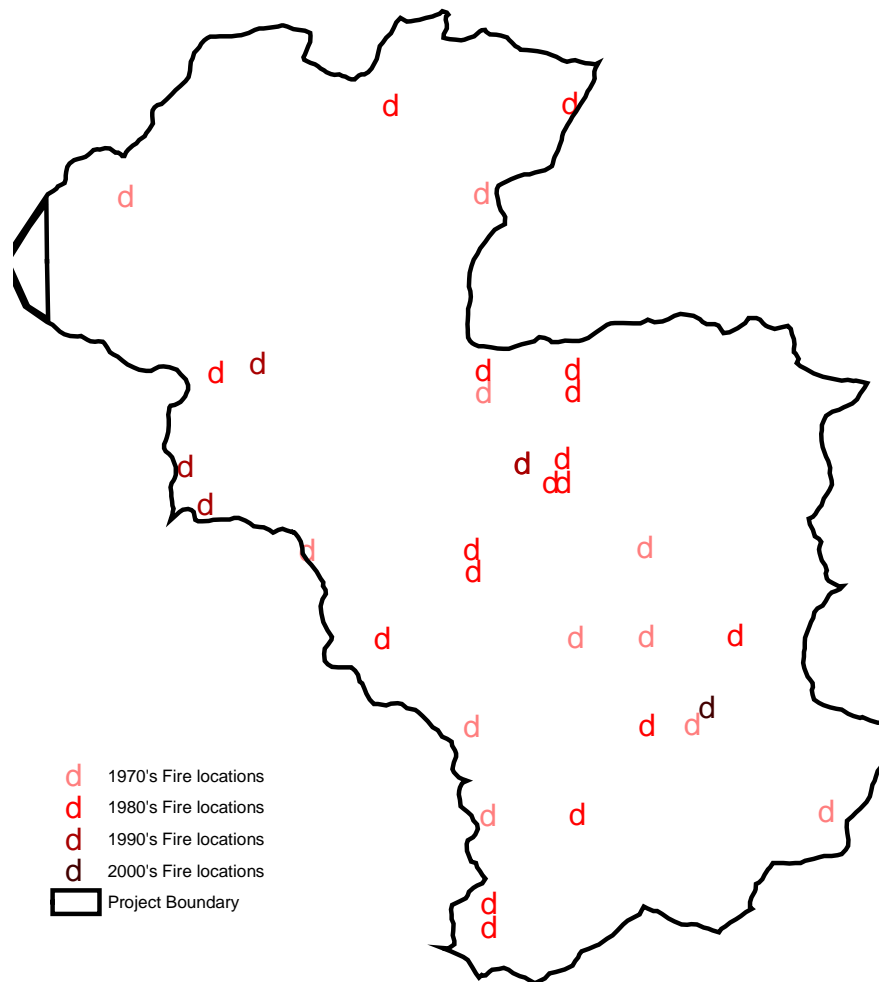 d d
d d
d d d d
d d
d d d
d d
d
d d d
d
d d d d
d
d d d
d d d
d
d
d 1970's Fire locations
d 1980's Fire locations
d 1990's Fire locations
d 2000's Fire locations
Project Boundary